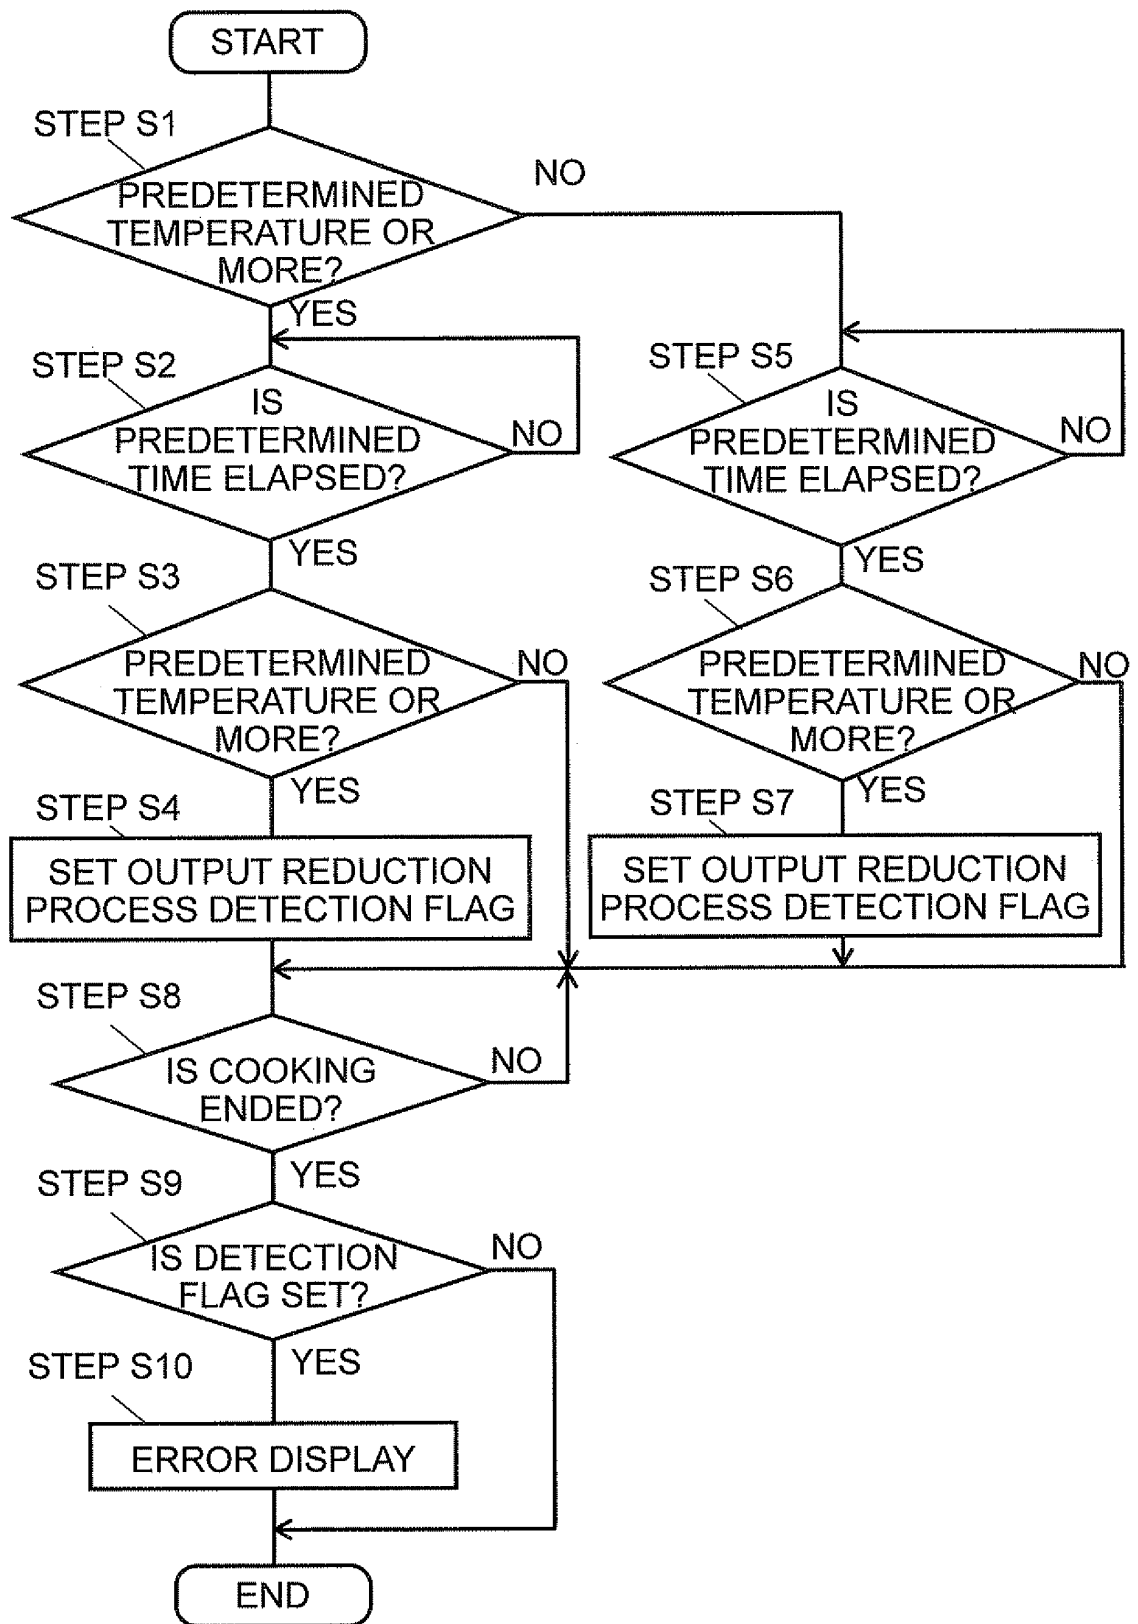 START
STEP S1
NO
PREDETERMINED
TEMPERATURE OR
MORE?
YES
STEP S2
IS
PREDETERMINED
TIME ELAPSED?
NO
YES
STEP S5
IS
PREDETERMINED
TIME ELAPSED?
NO
YES
STEP S3
PREDETERMINED
TEMPERATURE OR
MORE?
NO
YES
STEP S6
PREDETERMINED
TEMPERATURE OR
MORE?
NO
YES
STEP S4
SET OUTPUT REDUCTION
PROCESS DETECTION FLAG
STEP S7
SET OUTPUT REDUCTION
PROCESS DETECTION FLAG
STEP S8
IS COOKING
ENDED?
NO
YES
STEP S9
IS DETECTION
FLAG SET?
NO
YES
STEP S10
ERROR DISPLAY
END